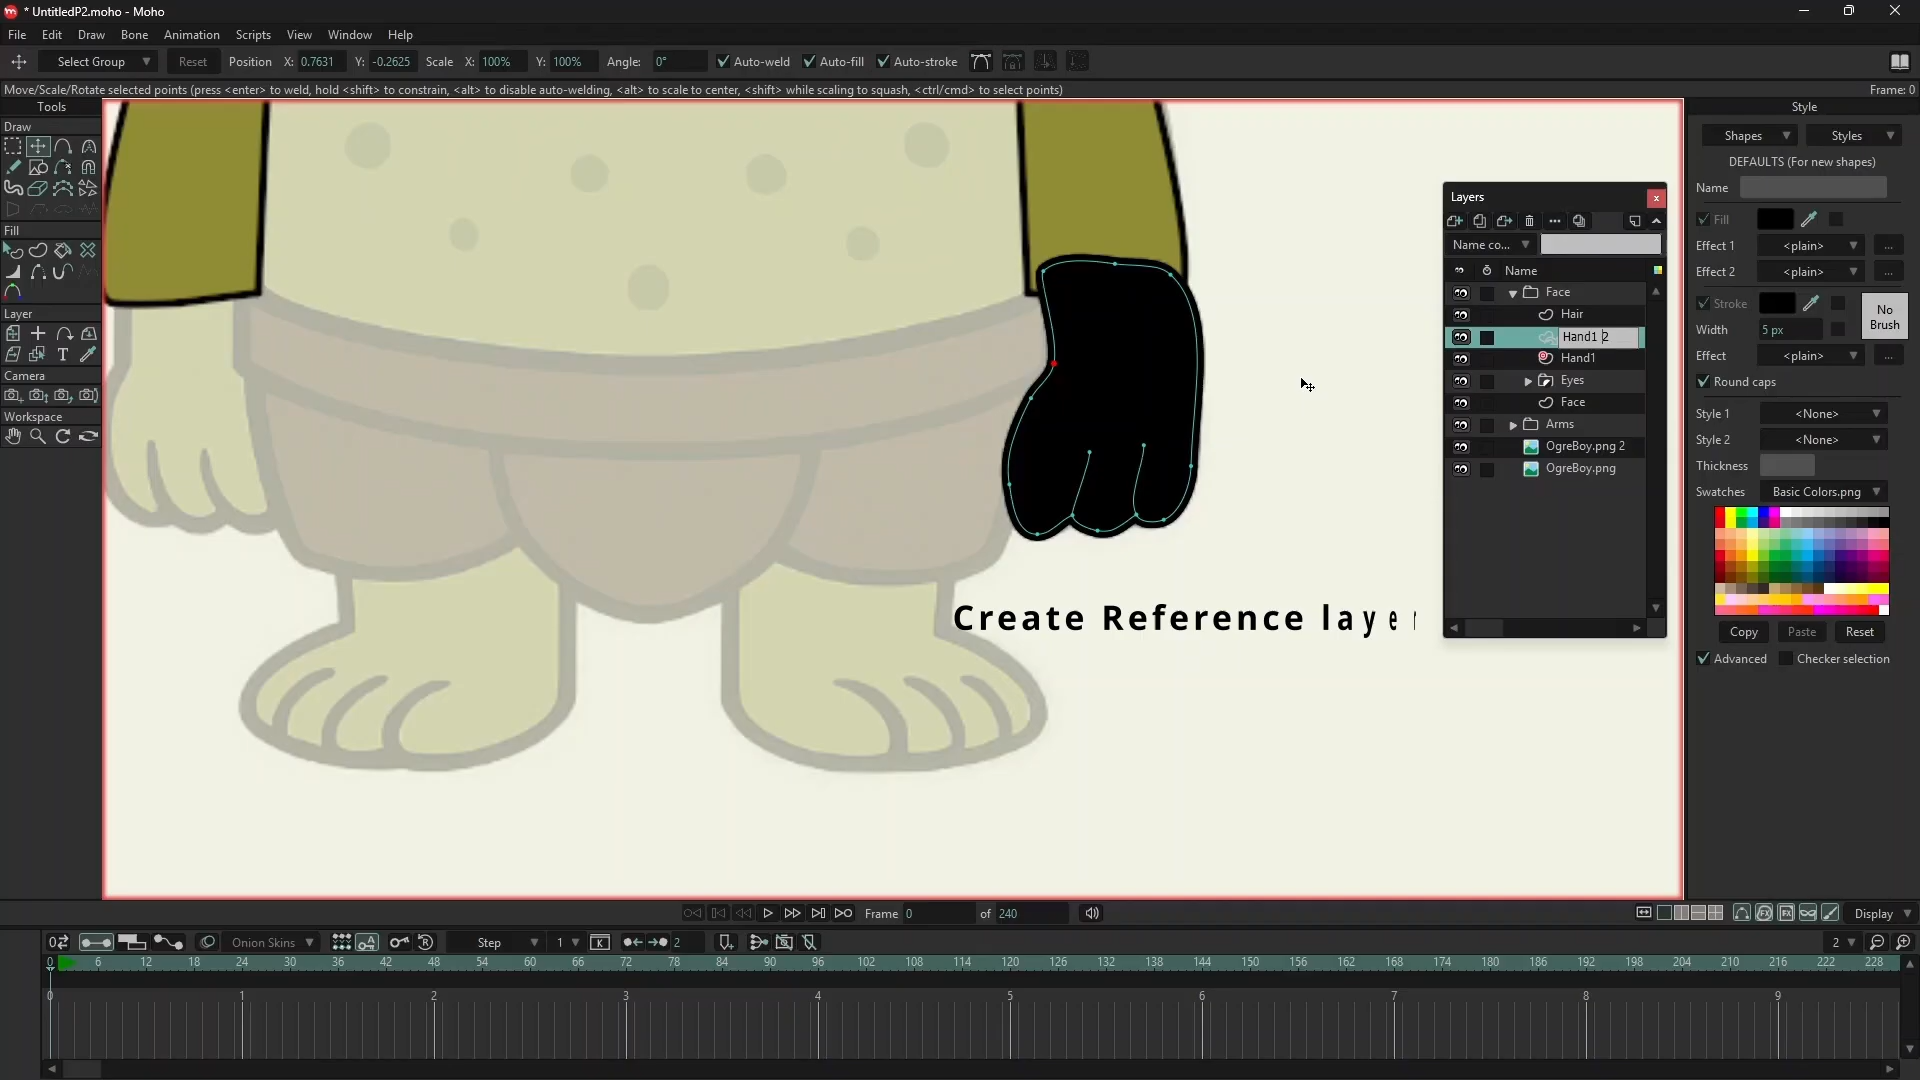 * UntitledP2.moho - Moho
File Edit Draw Bone Animation Scripts View Window Help
Select Group Reset Position X: 0.7631 Y: -0.2625 Scale X: 100% Y: 100% Angle: 0° Auto-weld Auto-fill Auto-stroke
Move/Scale/Rotate selected points (press <enter> to weld, hold <shift> to constrain, <alt> to disable auto-welding, <alt> to scale to center, <shift> while scaling to squash, <ctrl/cmd> to select points) Frame: 0
Tools
Draw
Fill
Layer
Camera
Workspace
Layers
Name co...
Name
Face
Hair
Hand1 2
Hand1
Eyes
Face
Arms
OgreBoy.png 2
OgreBoy.png
Create Reference layer
Style
Shapes Styles
DEFAULTS (For new shapes)
Name
Fill
Effect 1 <plain> ...
Effect 2 <plain> ...
Stroke
No Brush
Width 5 px
Effect <plain> ...
Round caps
Style 1 <None>
Style 2 <None>
Thickness
Swatches Basic Colors.png
Copy Paste Reset
Advanced Checker selection
Frame 0 of 240 Display
Onion Skins Step 1 2 2
0 6 12 18 24 30 36 42 48 54 60 66 72 78 84 90 96 102 108 114 120 126 132 138 144 150 156 162 168 174 180 186 192 198 204 210 216 222 228
0 1 2 3 4 5 6 7 8 9